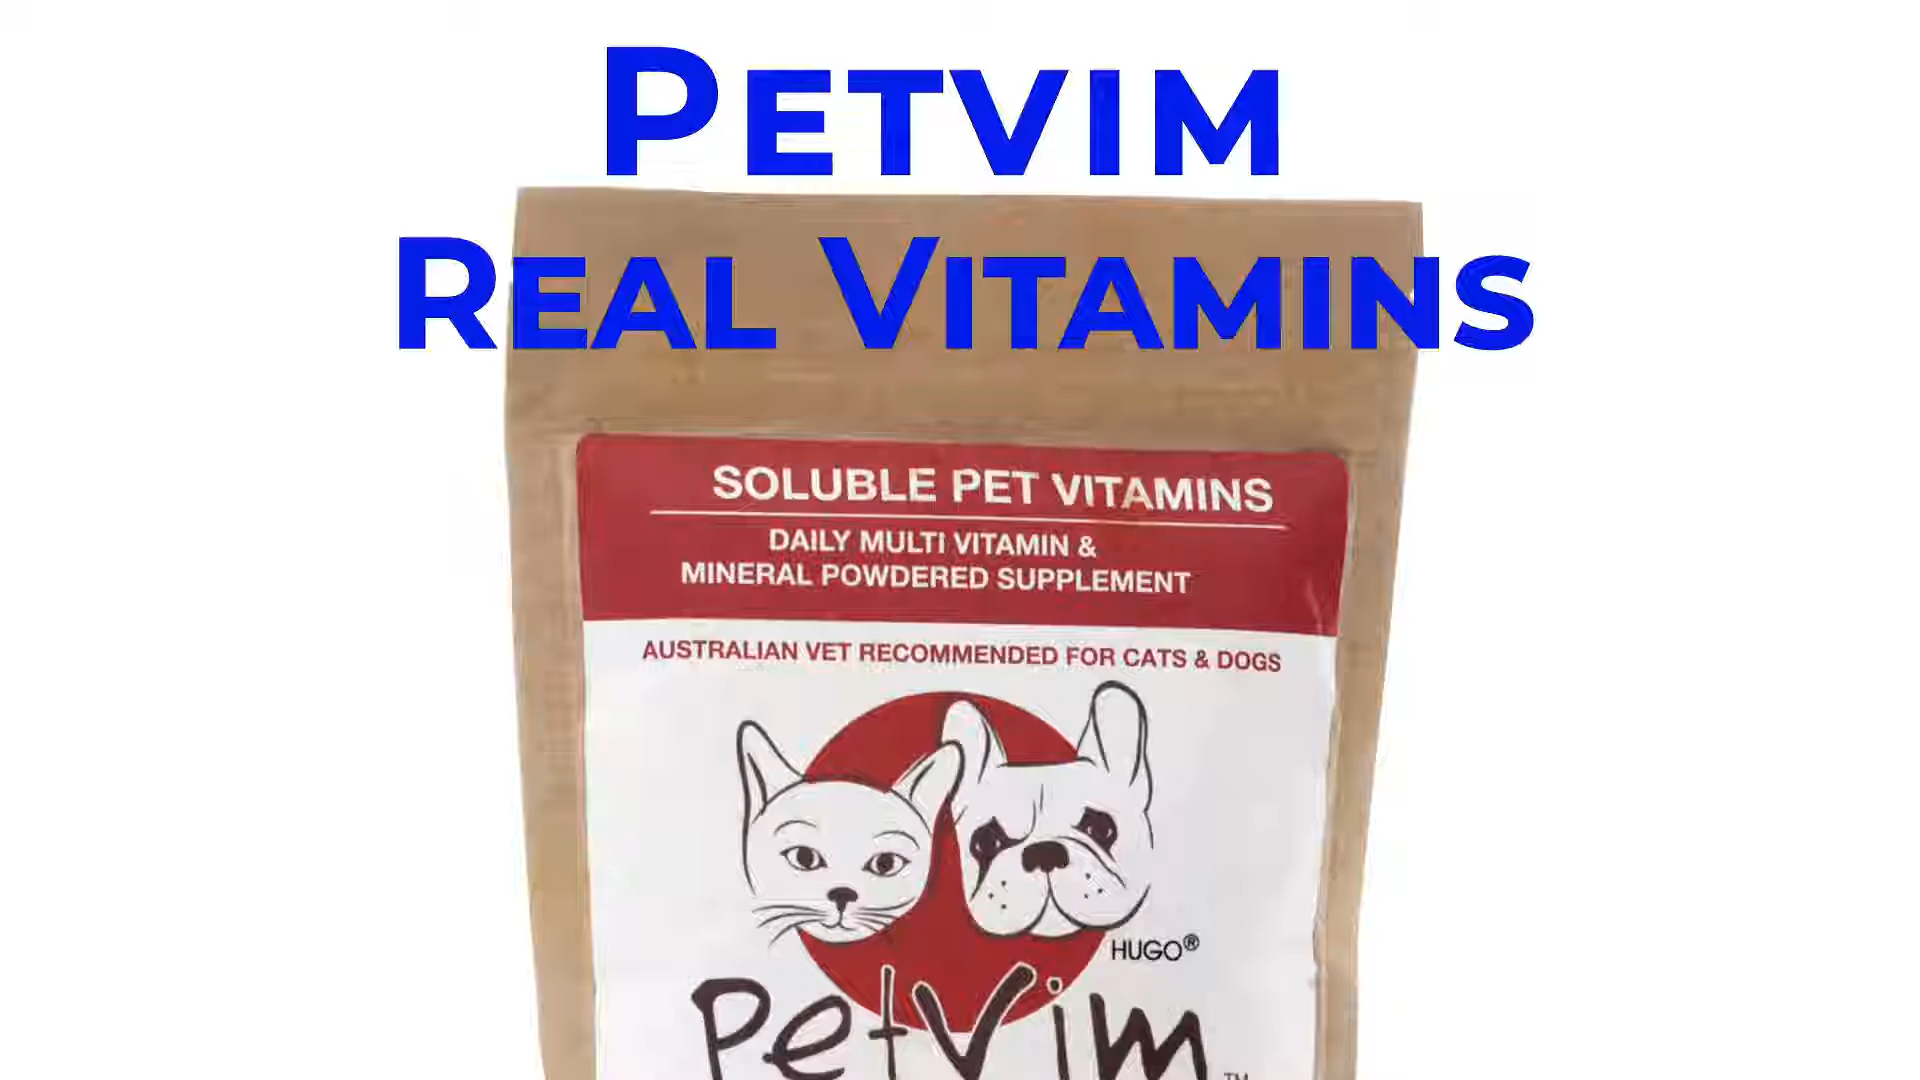 PETVIM
REAL VITAMINS
SOLUBLE PET VITAMINS
DAILY MULTI VITAMIN &
MINERAL POWDERED SUPPLEMENT
AUSTRALIAN VET RECOMMENDED FOR CATS & DOGS
HUGO®
PetVim™